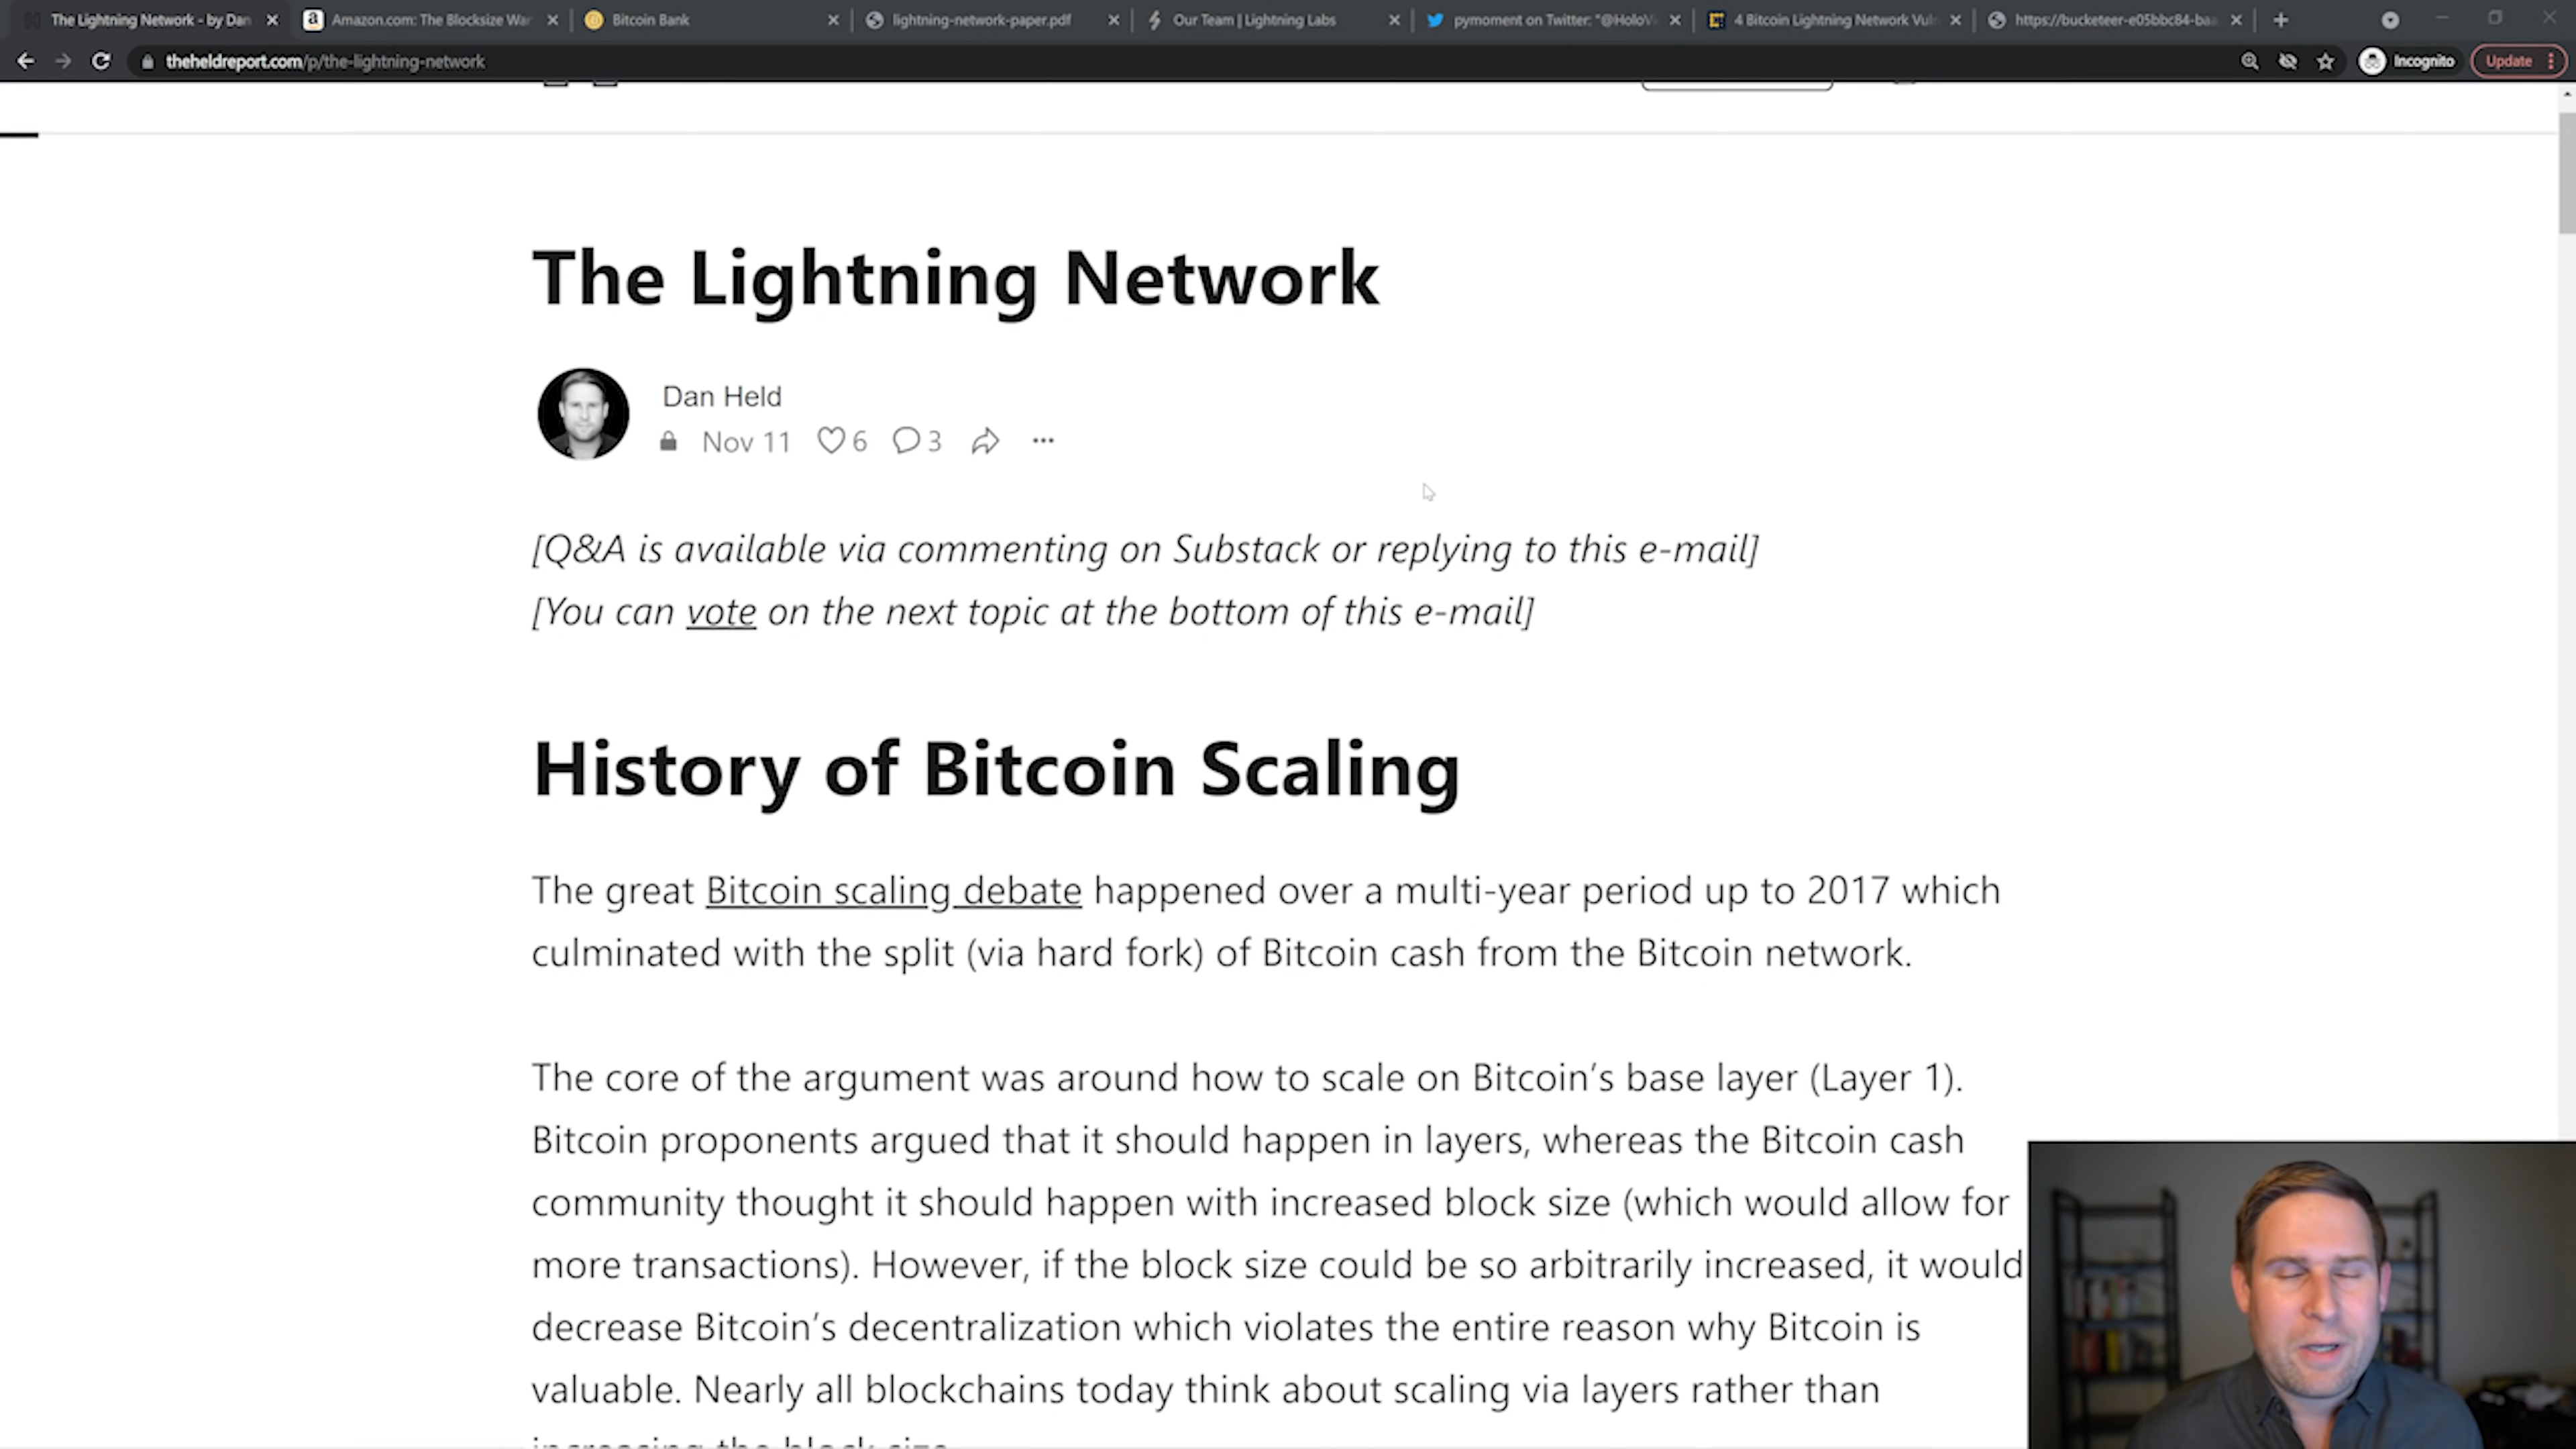 The Lightning Network - by Dan
Amazon.com: The Blocksize War
Bitcoin Bank
lightning-network-paper.pdf
Our Team | Lightning Labs
pymoment on Twitter: "@HoloV
4 Bitcoin Lightning Network Vul
https://bucketeer-e05bbc84-baa
theheldreport.com/p/the-lightning-network
Incognito
Update
The Lightning Network
Dan Held
Nov 11 6 3
[Q&A is available via commenting on Substack or replying to this e-mail]
[You can vote on the next topic at the bottom of this e-mail]
History of Bitcoin Scaling
The great Bitcoin scaling debate happened over a multi-year period up to 2017 which
culminated with the split (via hard fork) of Bitcoin cash from the Bitcoin network.
The core of the argument was around how to scale on Bitcoin’s base layer (Layer 1).
Bitcoin proponents argued that it should happen in layers, whereas the Bitcoin cash
community thought it should happen with increased block size (which would allow for
more transactions). However, if the block size could be so arbitrarily increased, it would
decrease Bitcoin’s decentralization which violates the entire reason why Bitcoin is
valuable. Nearly all blockchains today think about scaling via layers rather than
increasing the block size